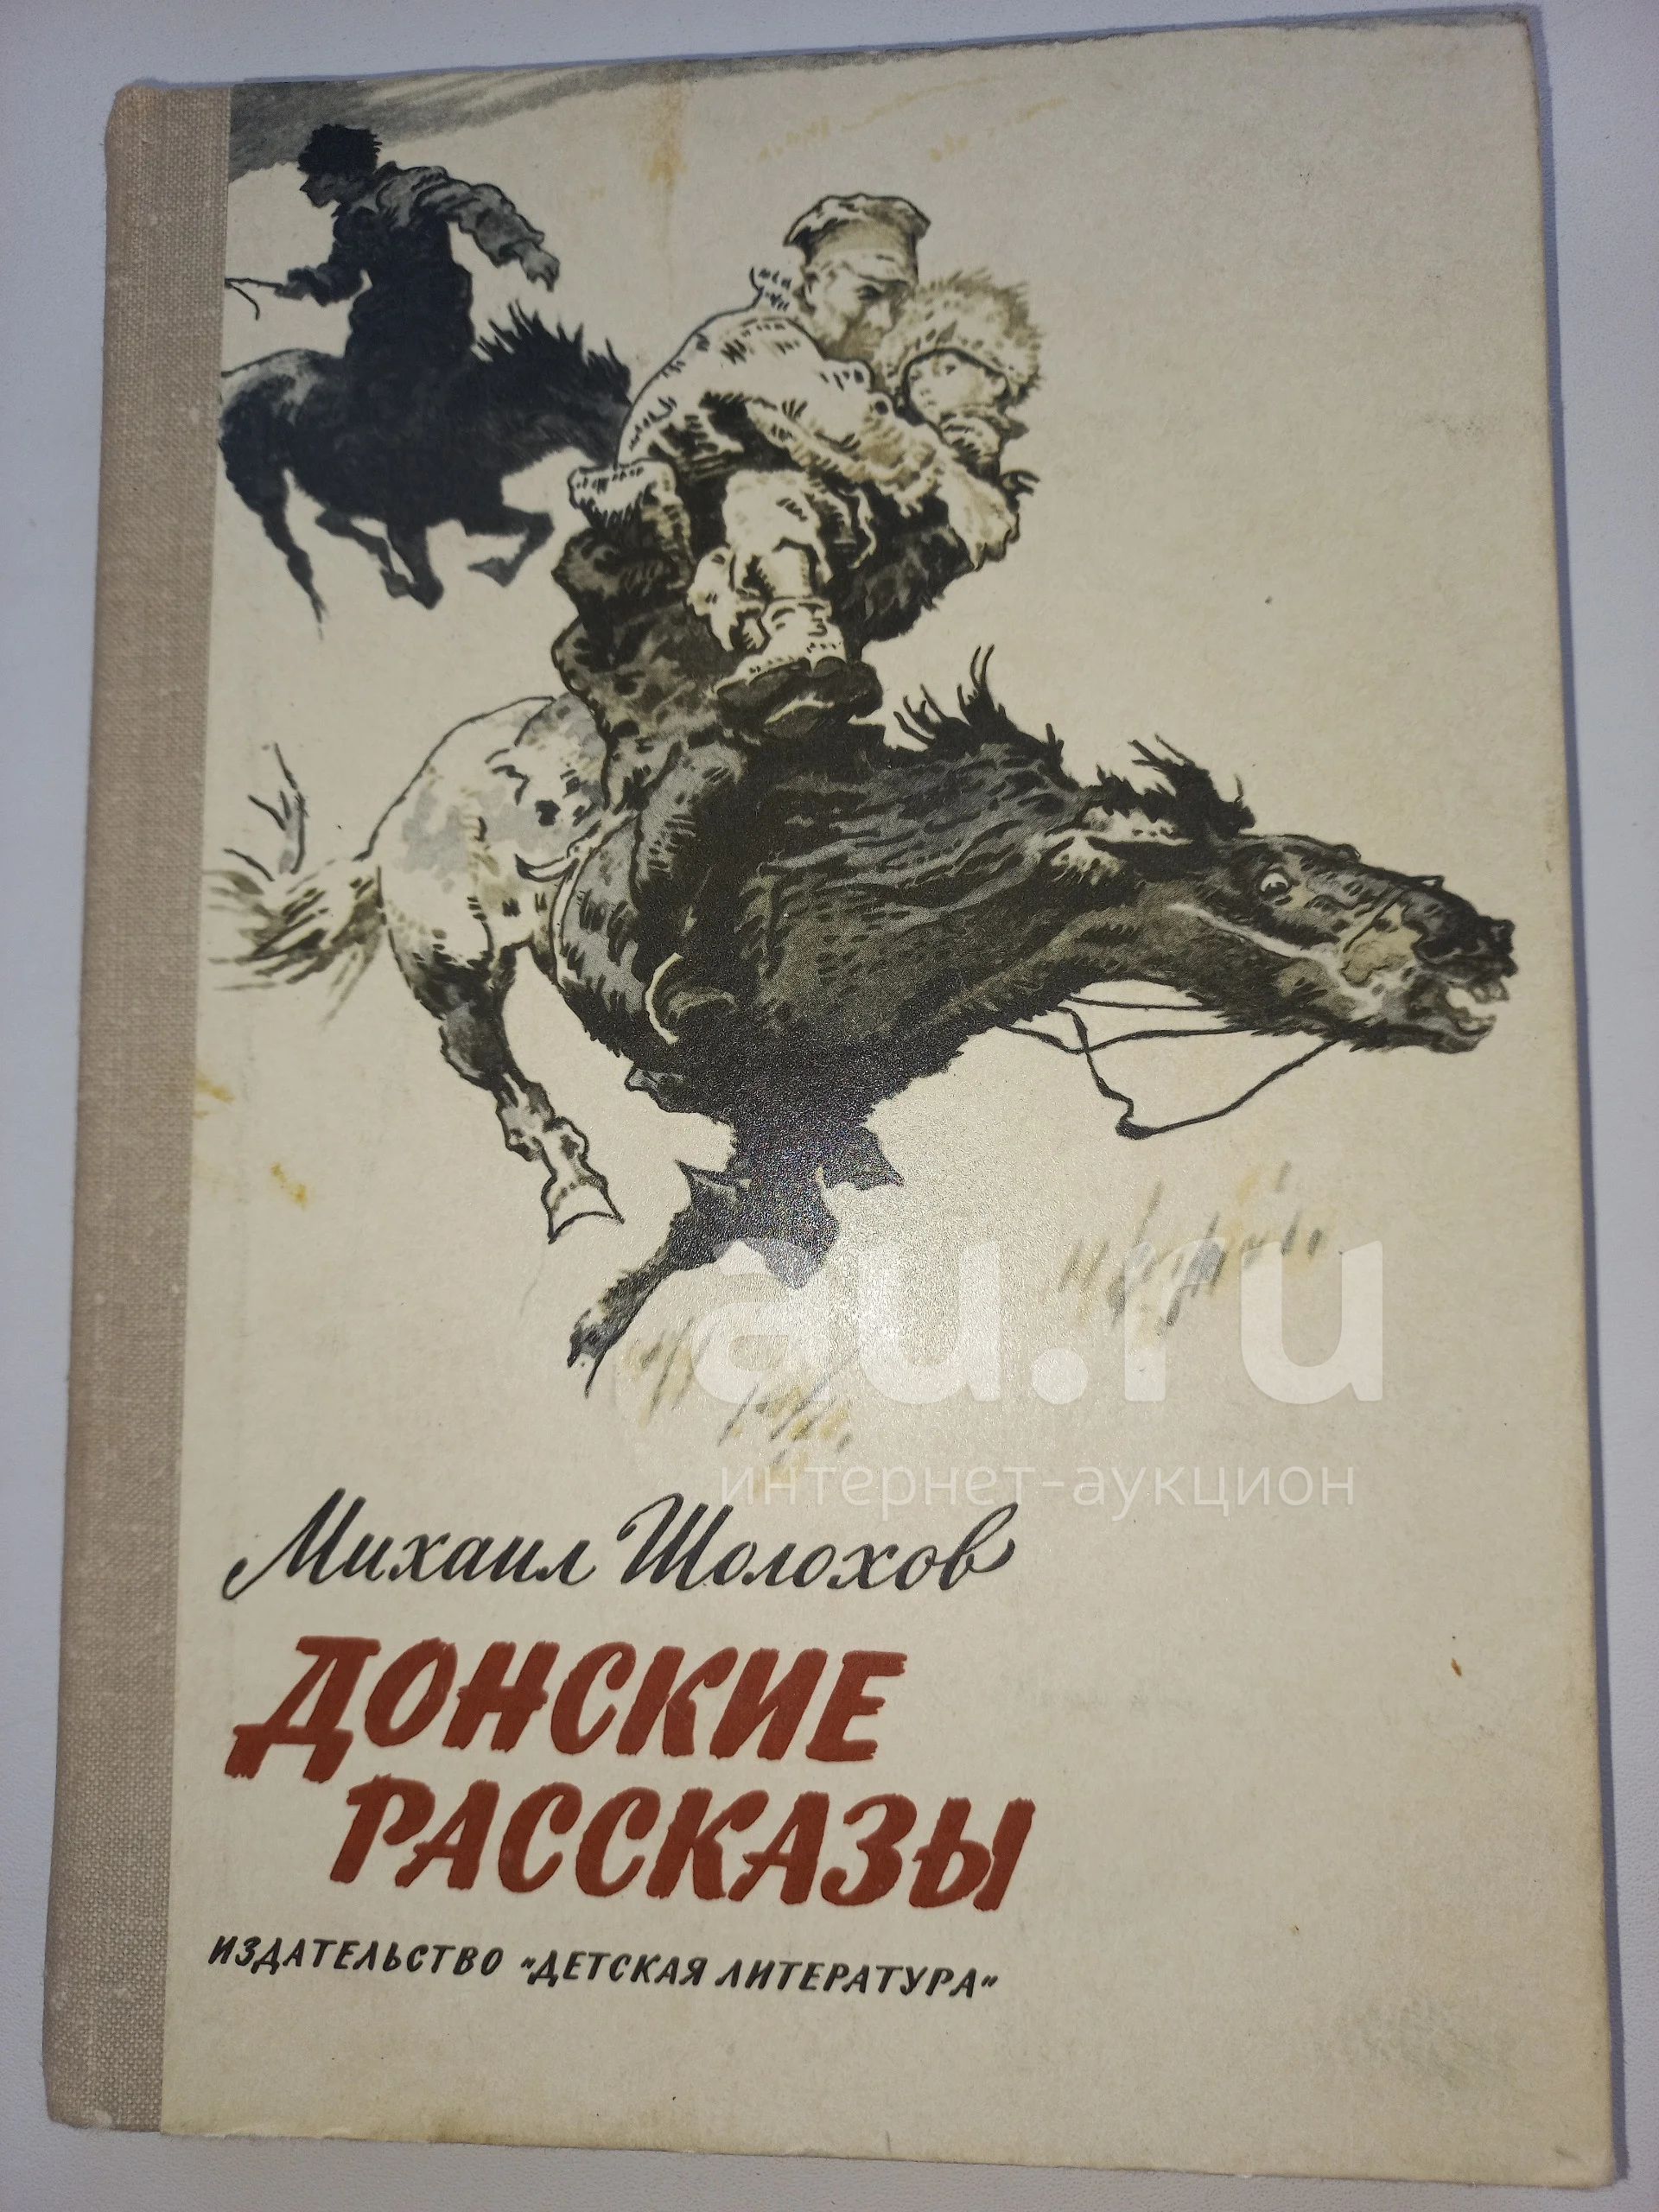 au.ru
интернет-аукцион
Михаил Шолохов
ДОНСКИЕ
РАССКАЗЫ
ИЗДАТЕЛЬСТВО "ДЕТСКАЯ ЛИТЕРАТУРА"